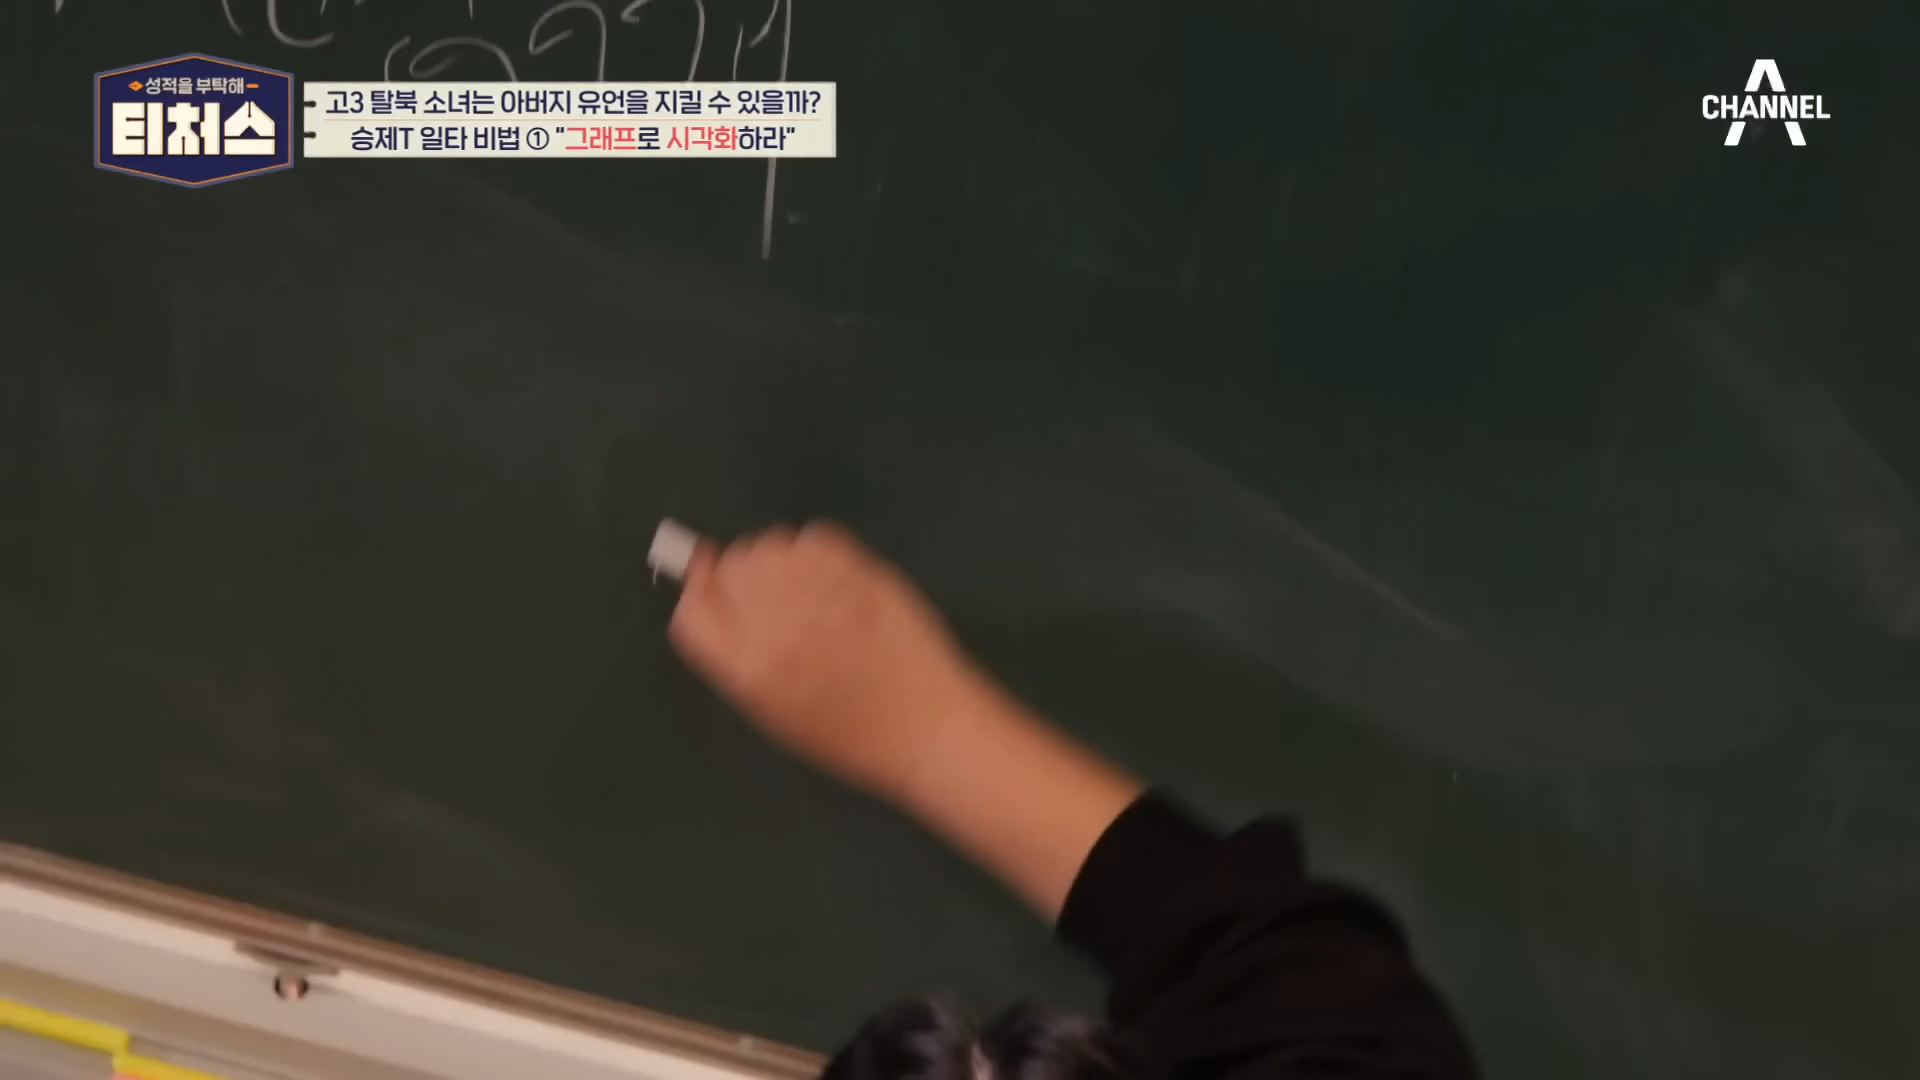 성적을 부탁해
티처스
고3 탈북 소녀는 아버지 유언을 지킬 수 있을까?
승제T 일타 비법 ① "그래프로 시각화하라"
CHANNEL A